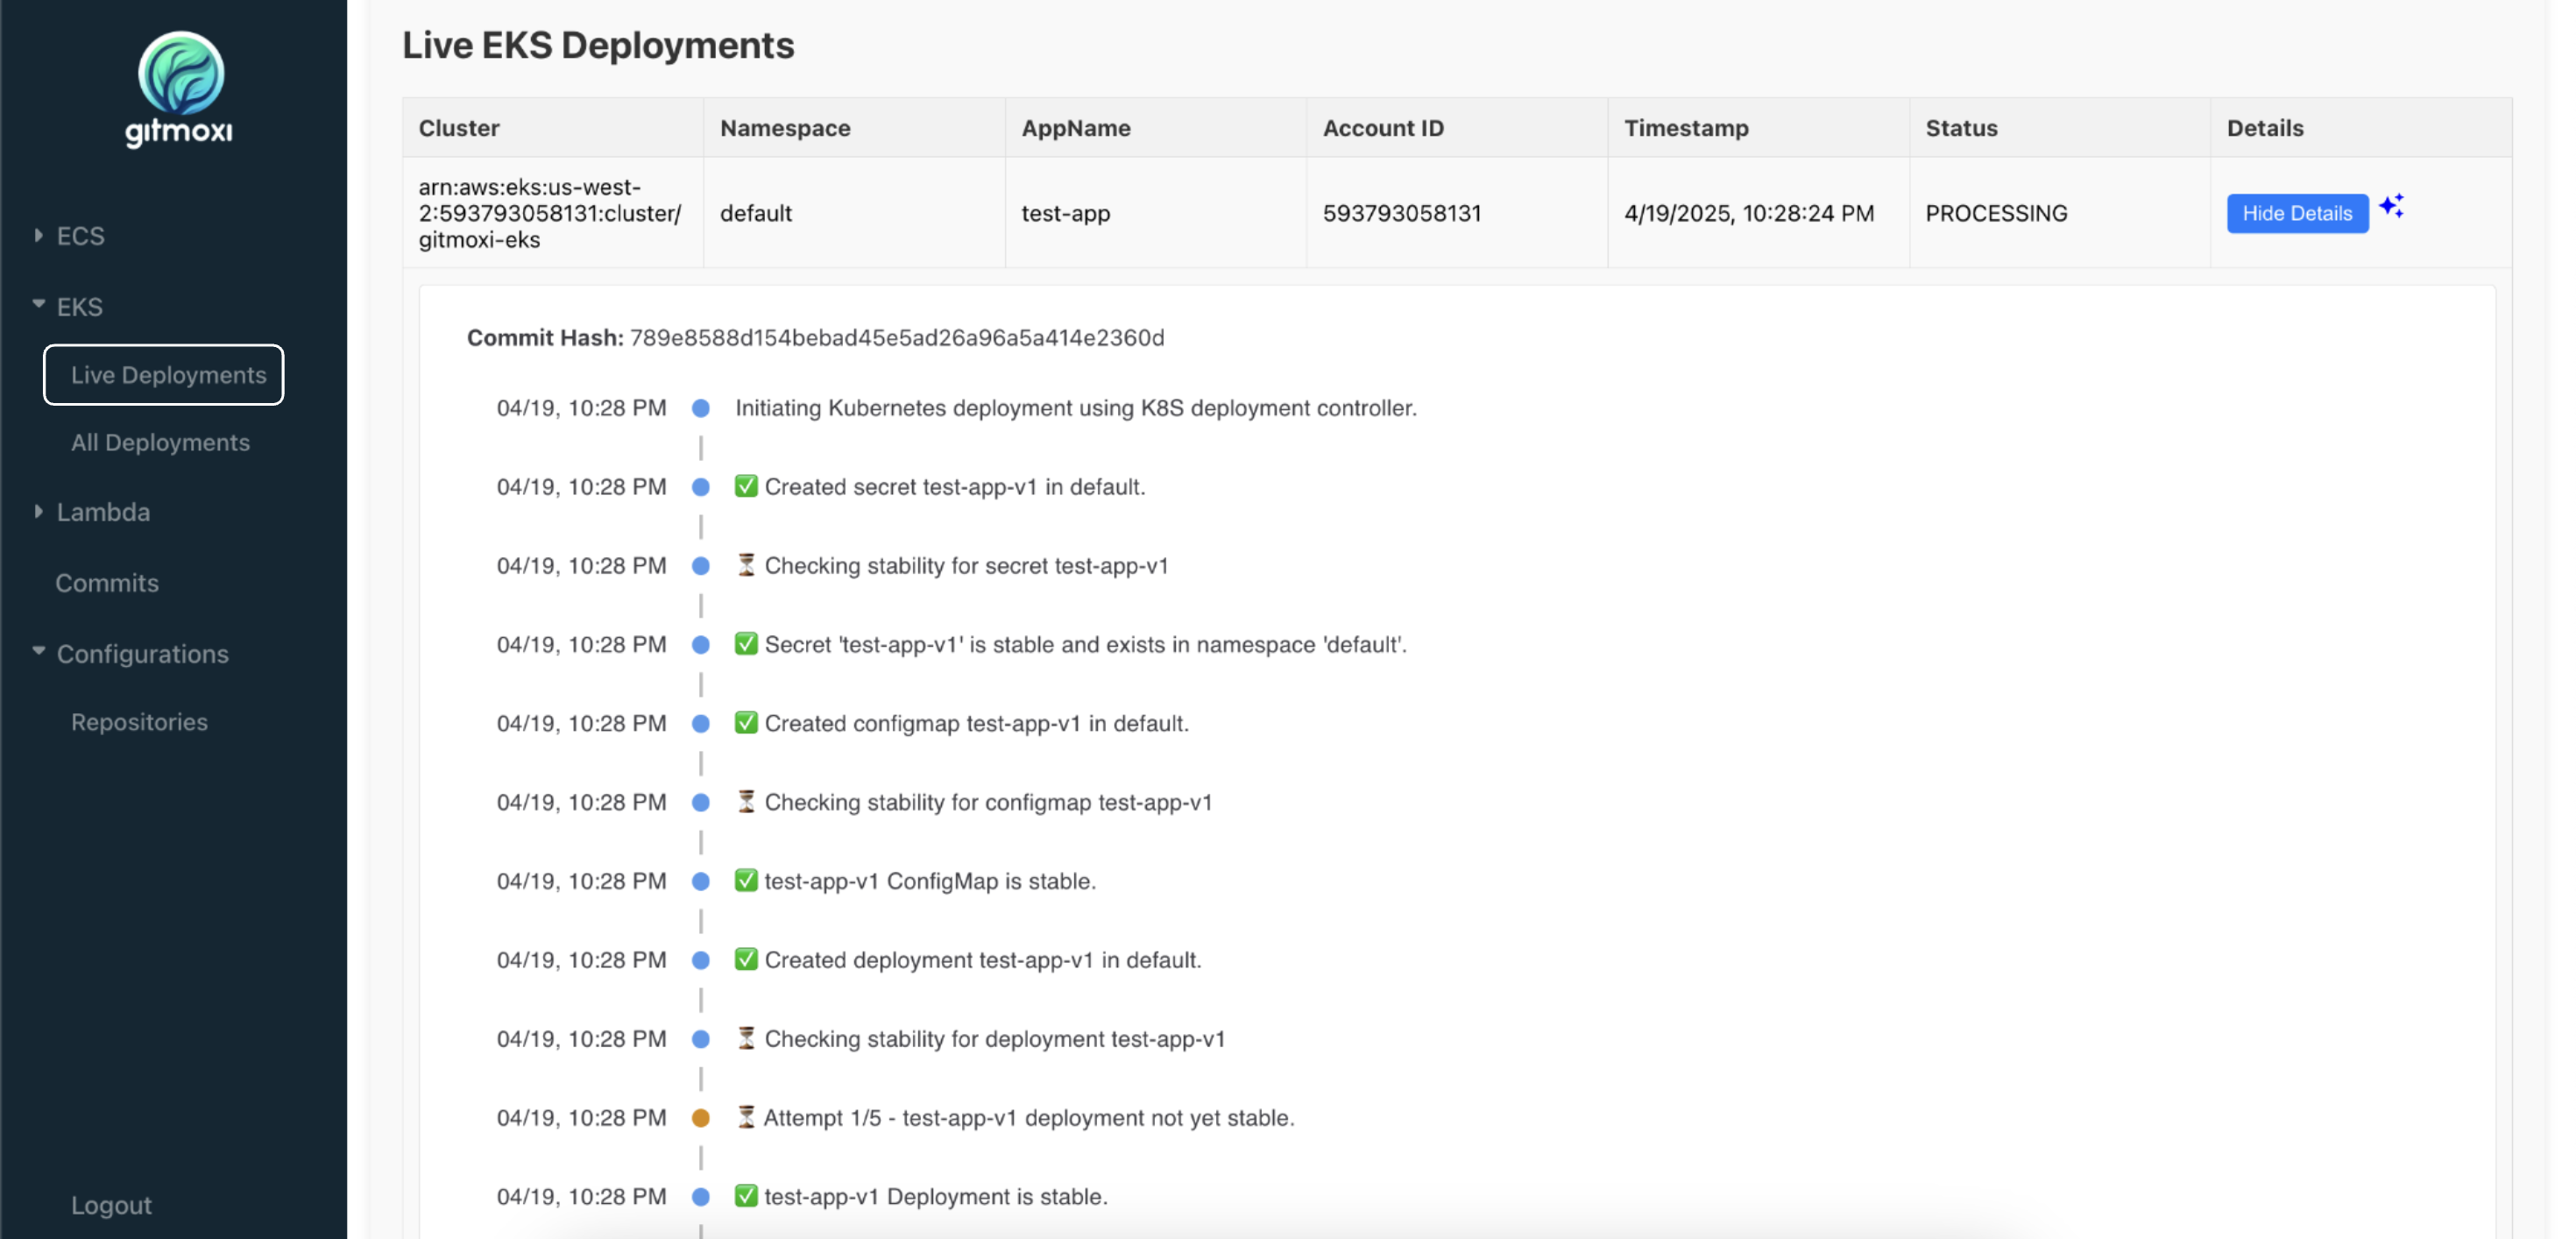 gitmoxi
ECS
EKS
Live Deployments
All Deployments
Lambda
Commits
Configurations
Repositories
Logout
Live EKS Deployments
Cluster Namespace AppName Account ID Timestamp Status Details
arn:aws:eks:us-west-
2:593793058131:cluster/
gitmoxi-eks
default test-app 593793058131 4/19/2025, 10:28:24 PM PROCESSING Hide Details
Commit Hash: 789e8588d154bebad45e5ad26a96a5a414e2360d
04/19, 10:28 PM Initiating Kubernetes deployment using K8S deployment controller.
04/19, 10:28 PM ✅ Created secret test-app-v1 in default.
04/19, 10:28 PM ⏳ Checking stability for secret test-app-v1
04/19, 10:28 PM ✅ Secret 'test-app-v1' is stable and exists in namespace 'default'.
04/19, 10:28 PM ✅ Created configmap test-app-v1 in default.
04/19, 10:28 PM ⏳ Checking stability for configmap test-app-v1
04/19, 10:28 PM ✅ test-app-v1 ConfigMap is stable.
04/19, 10:28 PM ✅ Created deployment test-app-v1 in default.
04/19, 10:28 PM ⏳ Checking stability for deployment test-app-v1
04/19, 10:28 PM ⏳ Attempt 1/5 - test-app-v1 deployment not yet stable.
04/19, 10:28 PM ✅ test-app-v1 Deployment is stable.